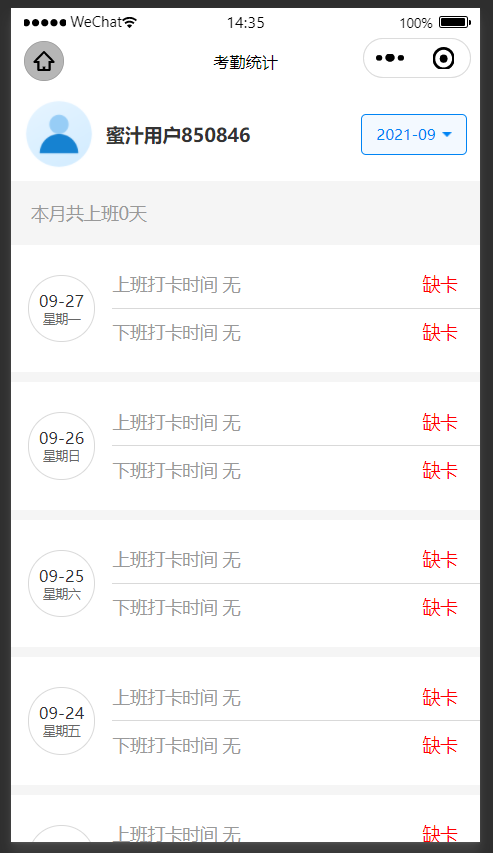 WeChat 14:35 100%
考勤统计
蜜汁用户850846 2021-09
本月共上班0天
上班打卡时间 无 缺卡
09-27
星期一
下班打卡时间 无 缺卡
上班打卡时间 无 缺卡
09-26
星期日
下班打卡时间 无 缺卡
上班打卡时间 无 缺卡
09-25
星期六
下班打卡时间 无 缺卡
上班打卡时间 无 缺卡
09-24
星期五
下班打卡时间 无 缺卡
上班打卡时间 无 缺卡